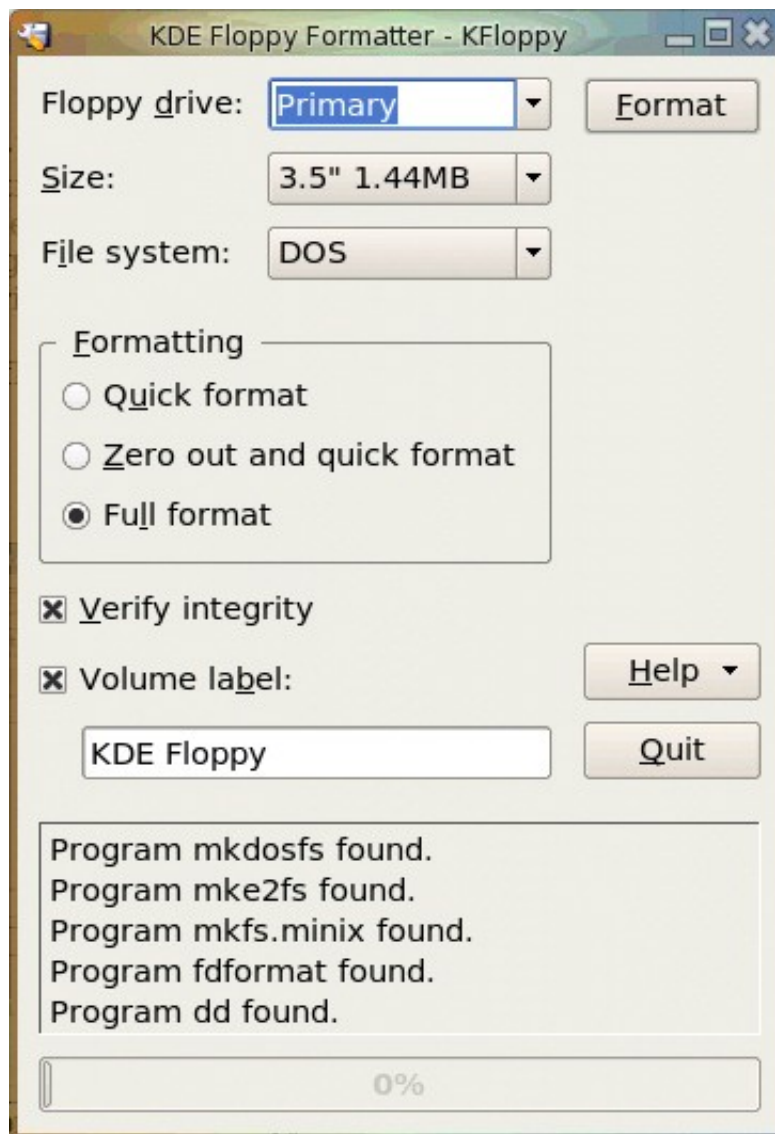 KDE Floppy Formatter - KFloppy
Floppy drive: Primary Format
Size: 3.5" 1.44MB
File system: DOS
Formatting
Quick format
Zero out and quick format
Full format
Verify integrity
Volume label:
Help
KDE Floppy
Quit
Program mkdosfs found.
Program mke2fs found.
Program mkfs.minix found.
Program fdformat found.
Program dd found.
0%